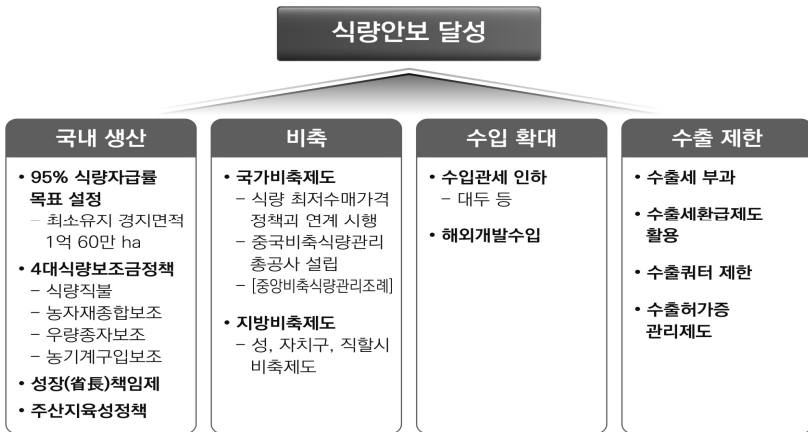 식량안보 달성
국내 생산
• 95% 식량자급률
목표 설정
– 최소유지 경지면적
1억 60만 ha
• 4대식량보조금정책
– 식량직불
– 농자재종합보조
– 우량종자보조
– 농기계구입보조
• 성장(省長)책임제
• 주산지육성정책
비축
• 국가비축제도
– 식량 최저수매가격
정책과 연계 시행
– 중국비축식량관리
총공사 설립
– [중앙비축식량관리조례]
• 지방비축제도
– 성, 자치구, 직할시
비축제도
수입 확대
• 수입관세 인하
– 대두 등
• 해외개발수입
수출 제한
• 수출세 부과
• 수출세환급제도
활용
• 수출쿼터 제한
• 수출허가증
관리제도